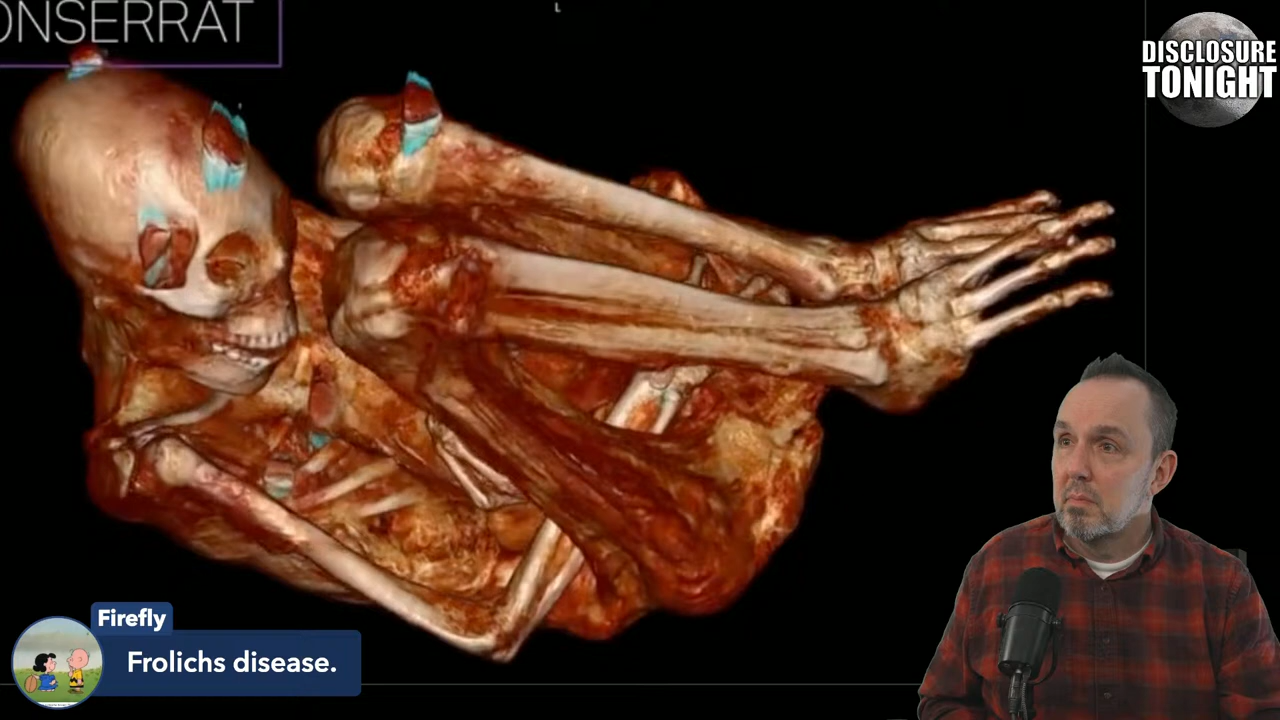 ONSERRAT
L
DISCLOSURE
TONIGHT
Firefly
Frolichs disease.